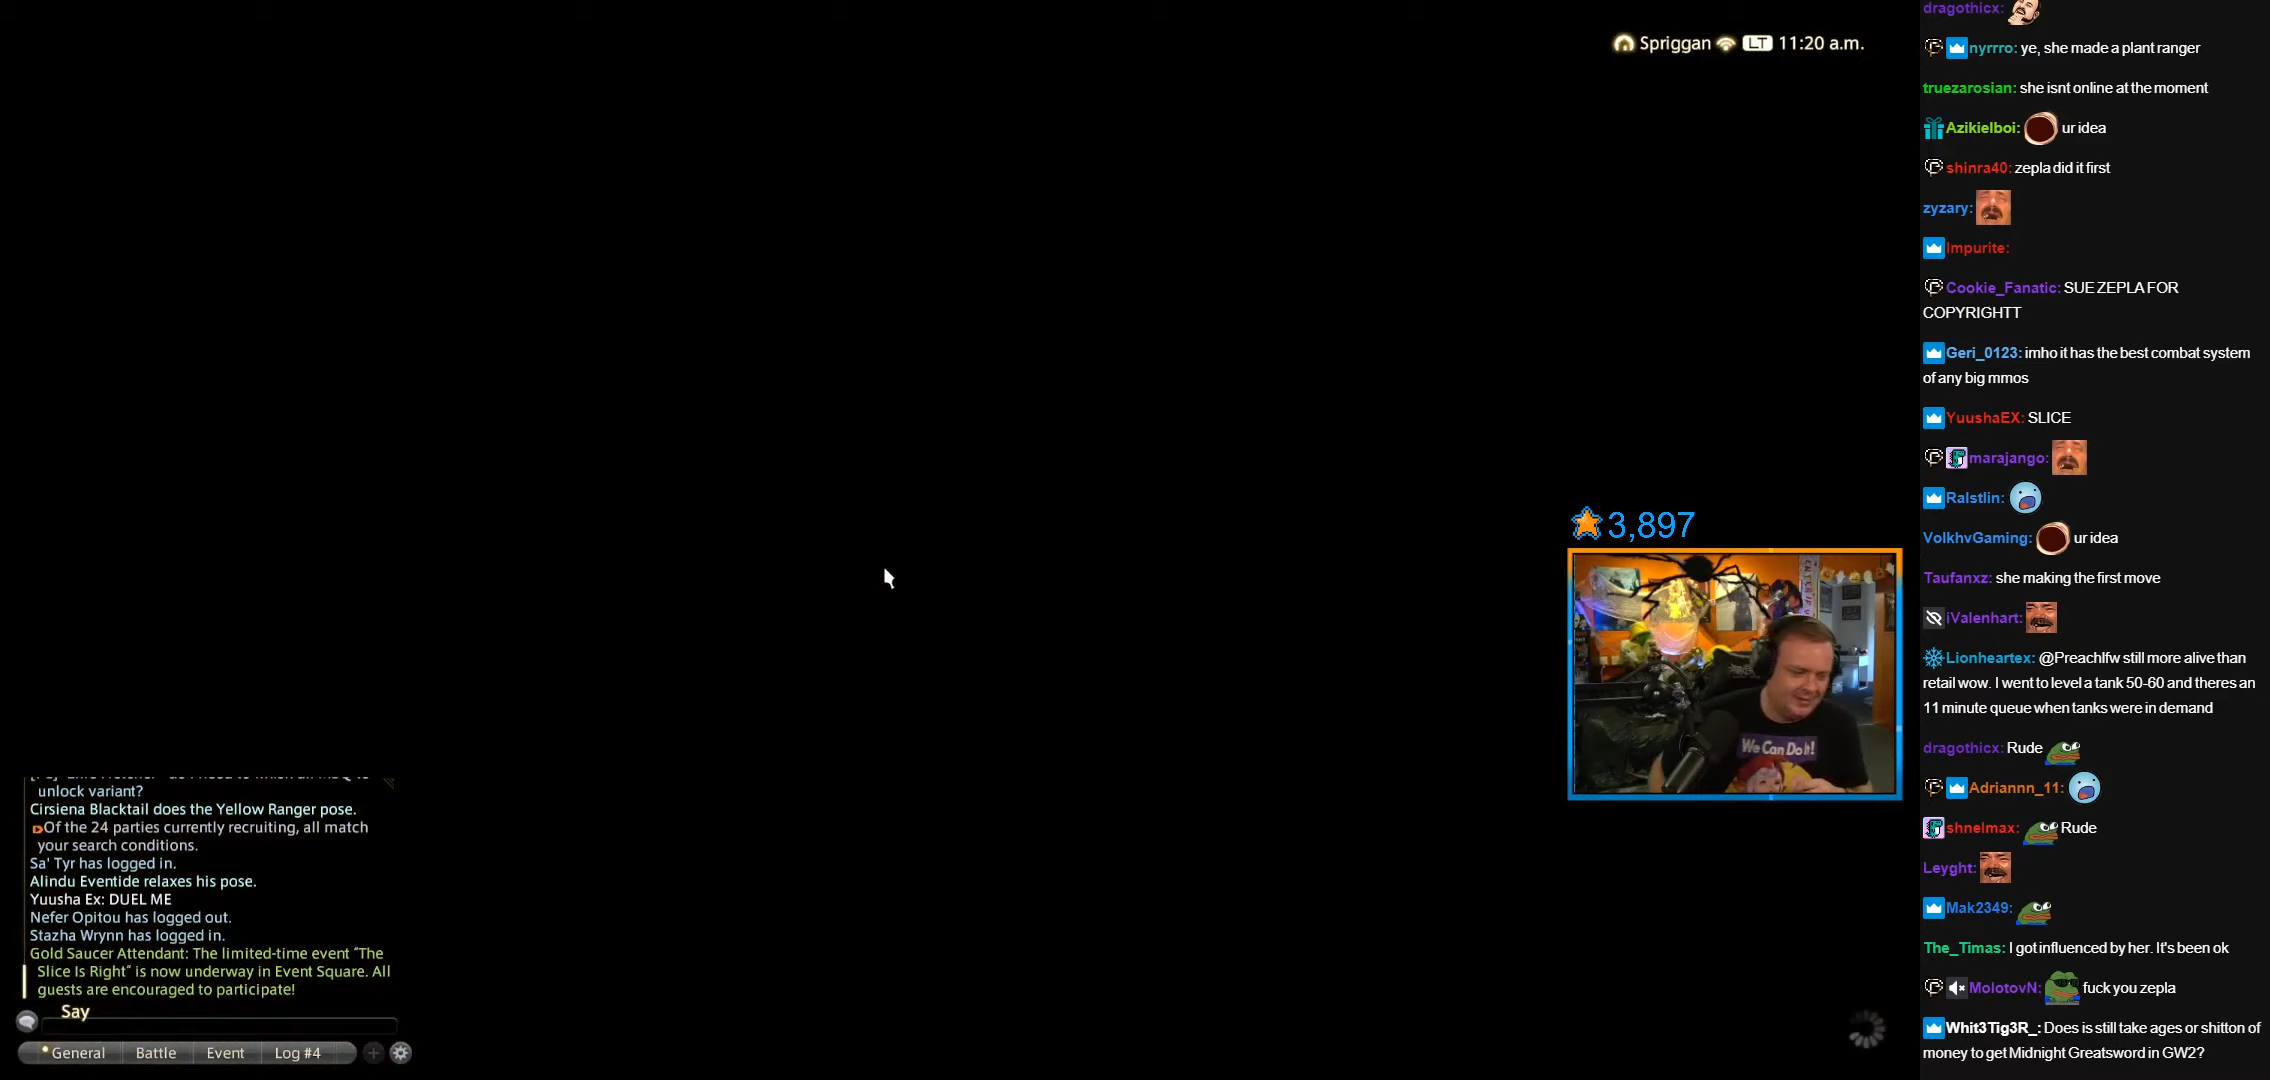 Spriggan LT 11:20 a.m.
3,897
We Can Do It!
unlock variant?
Cirsiena Blacktail does the Yellow Ranger pose.
Of the 24 parties currently recruiting, all match
your search conditions.
Sa' Tyr has logged in.
Alindu Eventide relaxes his pose.
Yuusha Ex: DUEL ME
Nefer Opitou has logged out.
Stazha Wrynn has logged in.
Gold Saucer Attendant: The limited-time event "The
Slice Is Right" is now underway in Event Square. All
guests are encouraged to participate!
Say
General Battle Event Log #4
dragothicx:
nyrrro: ye, she made a plant ranger
truezarosian: she isnt online at the moment
Azikielboi: ur idea
shinra40: zepla did it first
zyzary:
Impurite:
Cookie_Fanatic: SUE ZEPLA FOR
COPYRIGHTT
Geri_0123: imho it has the best combat system
of any big mmos
YuushaEX: SLICE
marajango:
Ralstlin:
VolkhvGaming: ur idea
Taufanxz: she making the first move
iValenhart:
Lionheartex: @Preachlfw still more alive than
retail wow. I went to level a tank 50-60 and theres an
11 minute queue when tanks were in demand
dragothicx: Rude
Adriannn_11:
shnelmax: Rude
Leyght:
Mak2349:
The_Timas: I got influenced by her. It's been ok
MolotovN: fuck you zepla
Whit3Tig3R_: Does is still take ages or shitton of
money to get Midnight Greatsword in GW2?